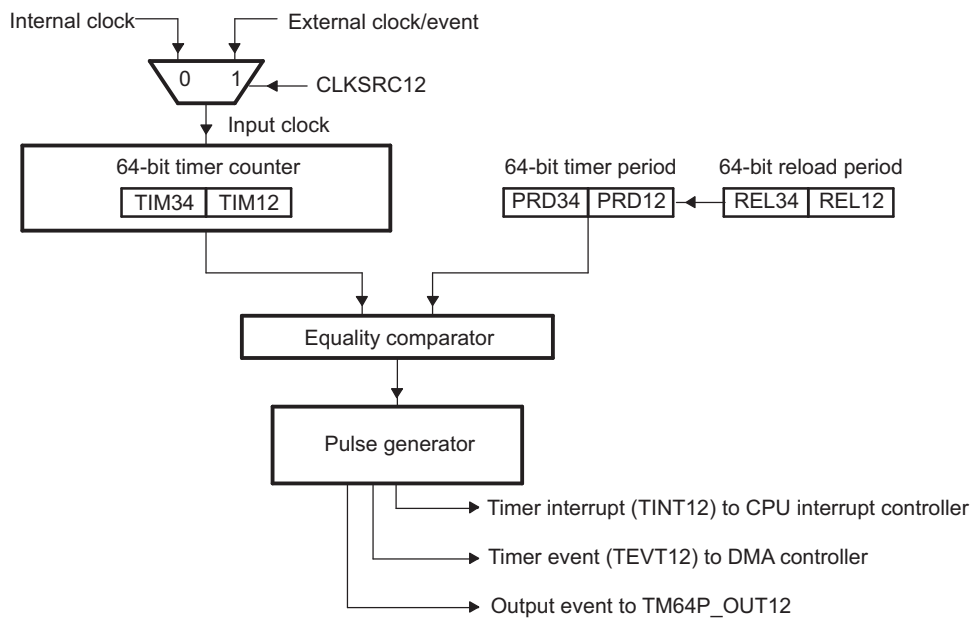 Internal clock
External clock/event
0 1
CLKSRC12
Input clock
64-bit timer counter
TIM34 TIM12
64-bit timer period
PRD34 PRD12
64-bit reload period
REL34 REL12
Equality comparator
Pulse generator
Timer interrupt (TINT12) to CPU interrupt controller
Timer event (TEVT12) to DMA controller
Output event to TM64P_OUT12